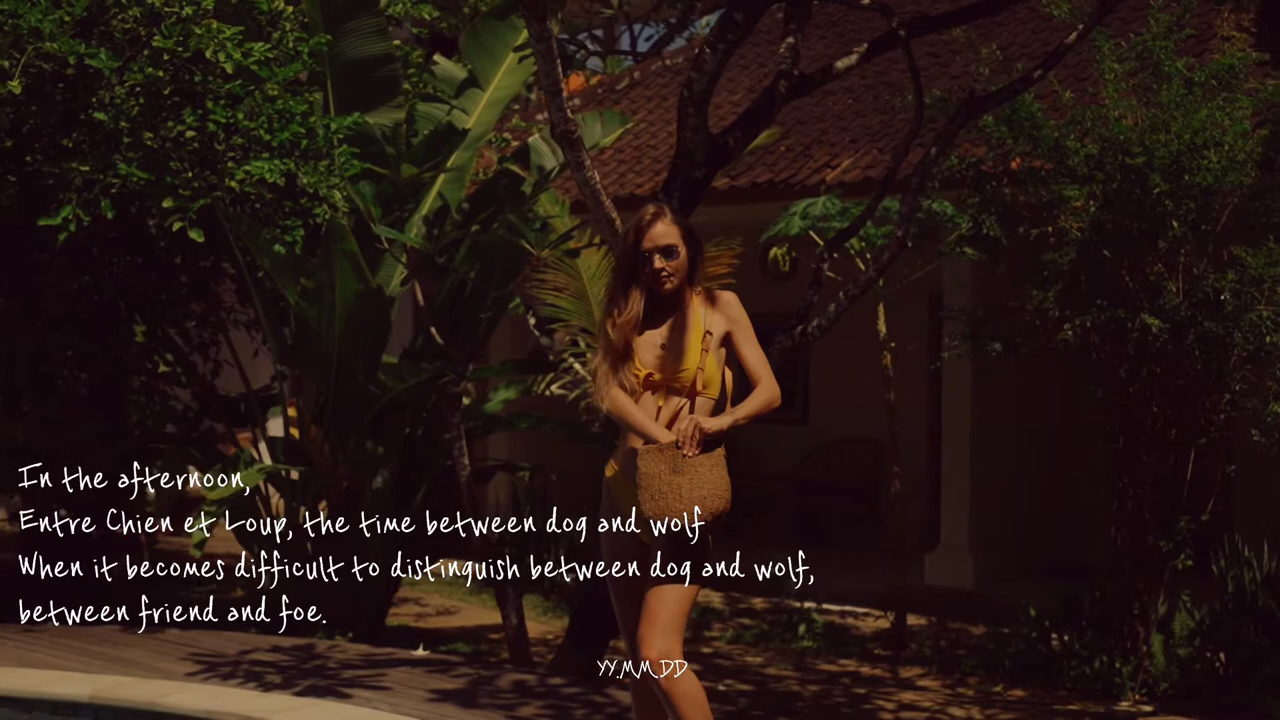 In the afternoon,
Entre Chien et Loup, the time between dog and wolf
When it becomes difficult to distinguish between dog and wolf,
between friend and foe.
YY.MM.DD